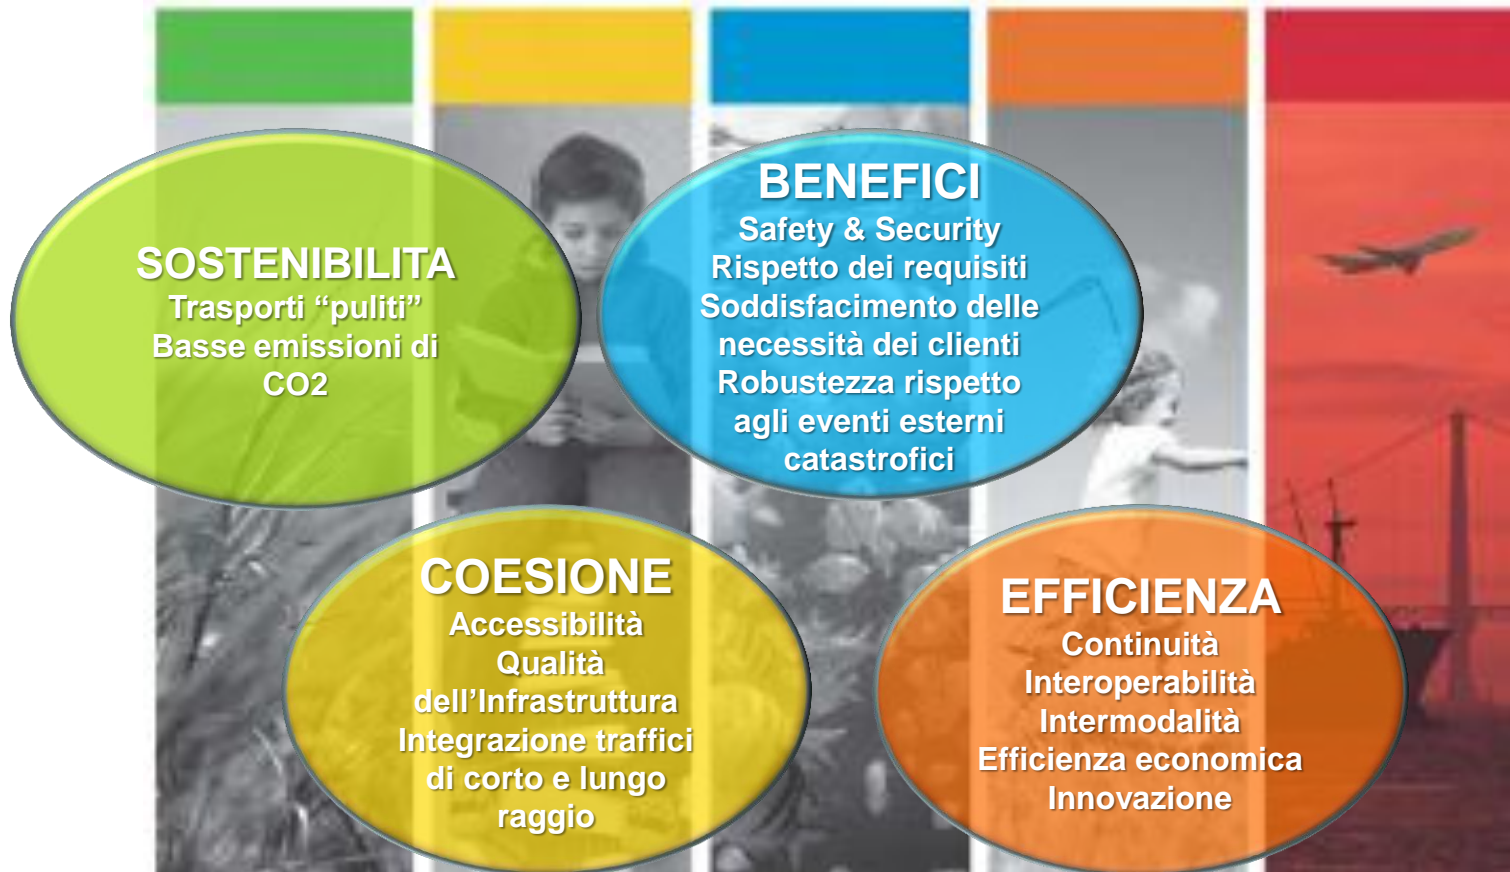 SOSTENIBILITA
Trasporti “puliti”
Basse emissioni di
CO2
BENEFICI
Safety & Security
Rispetto dei requisiti
Soddisfacimento delle
necessità dei clienti
Robustezza rispetto
agli eventi esterni
catastrofici
COESIONE
Accessibilità
Qualità
dell’Infrastruttura
Integrazione traffici
di corto e lungo
raggio
EFFICIENZA
Continuità
Interoperabilità
Intermodalità
Efficienza economica
Innovazione